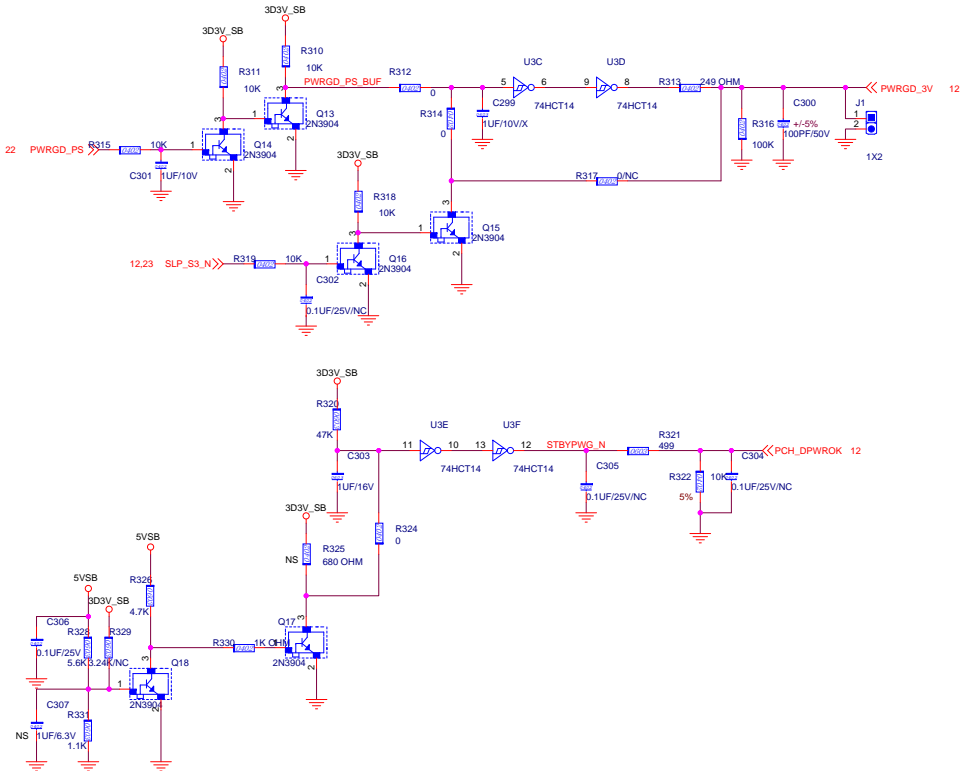 3D3V_SB
3D3V_SB
R310
10K
R311
10K
PWRGD_PS_BUF
R312
0
3
Q13
2N3904
1
2
3
Q14
2N3904
1
2
22 PWRGD_PS
R315
10K
C301
1UF/10V
R314
0
C299
1UF/10V/X
U3C
5
6
74HCT14
U3D
9
8
74HCT14
R313
249 OHM
PWRGD_3V
12
R316
100K
C300
+/-5%
100PF/50V
J1
1
2
1X2
R317
0/NC
3D3V_SB
R318
10K
3
Q15
2N3904
1
2
3
Q16
2N3904
1
2
12,23 SLP_S3_N
R319
10K
C302
0.1UF/25V/NC
3D3V_SB
R320
47K
C303
1UF/16V
U3E
11
10
74HCT14
U3F
13
12
74HCT14
STBYPWG_N
R321
499
C305
0.1UF/25V/NC
R322
10K
5%
C304
0.1UF/25V/NC
PCH_DPWROK 12
3D3V_SB
R324
0
NS
R325
680 OHM
5VSB
R326
4.7K
5VSB
3D3V_SB
C306
0.1UF/25V
R328
5.6K
R329
3.24K/NC
R330
1K OHM
Q17
3
1
2
2N3904
Q18
3
1
2
2N3904
C307
NS
1UF/6.3V
R331
1.1K